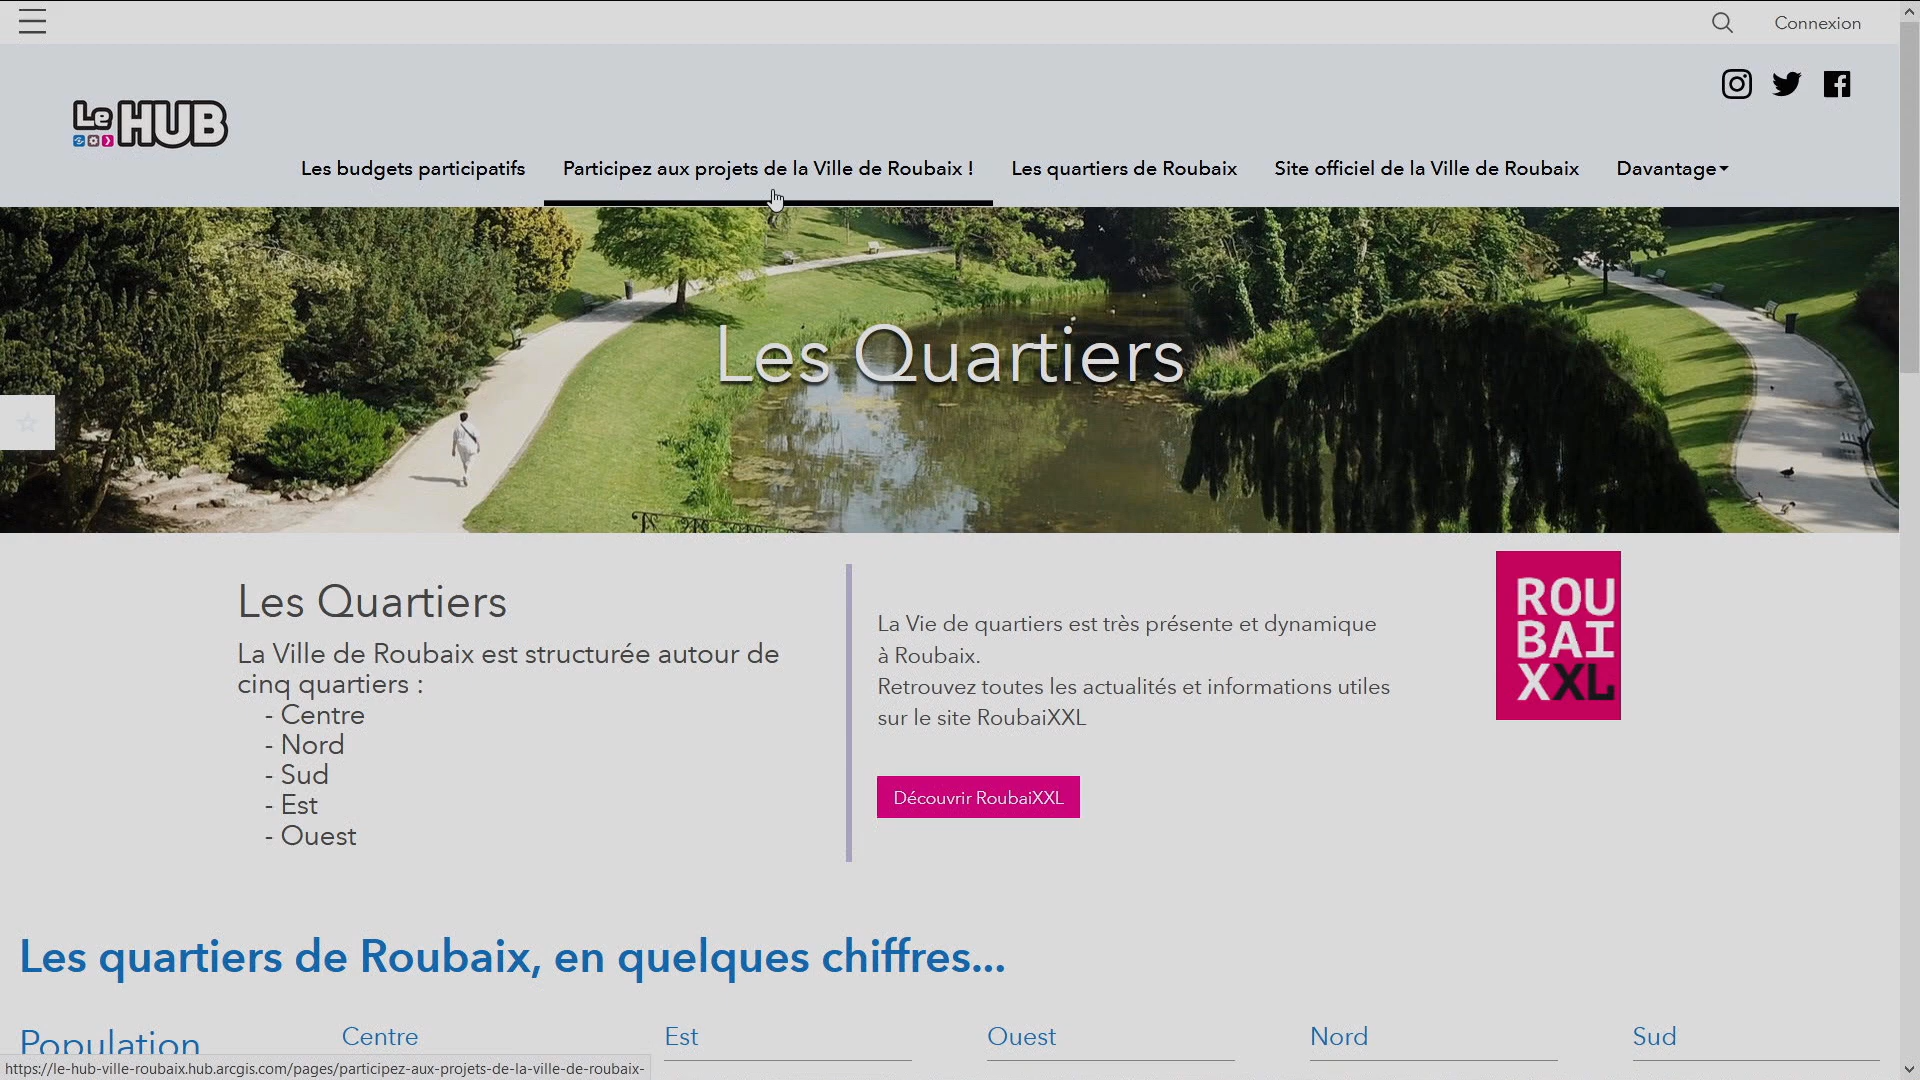 Connexion
Le HUB
Les budgets participatifs
Participez aux projets de la Ville de Roubaix !
Les quartiers de Roubaix
Site officiel de la Ville de Roubaix
Davantage
Les Quartiers
Les Quartiers
La Ville de Roubaix est structurée autour de
cinq quartiers :
- Centre
- Nord
- Sud
- Est
- Ouest
La Vie de quartiers est très présente et dynamique
à Roubaix.
Retrouvez toutes les actualités et informations utiles
sur le site RoubaiXXL
Découvrir RoubaiXXL
ROU
BAI
XXL
Les quartiers de Roubaix, en quelques chiffres...
Population
Centre
Est
Ouest
Nord
Sud
https://le-hub-ville-roubaix.hub.arcgis.com/pages/participez-aux-projets-de-la-ville-de-roubaix-